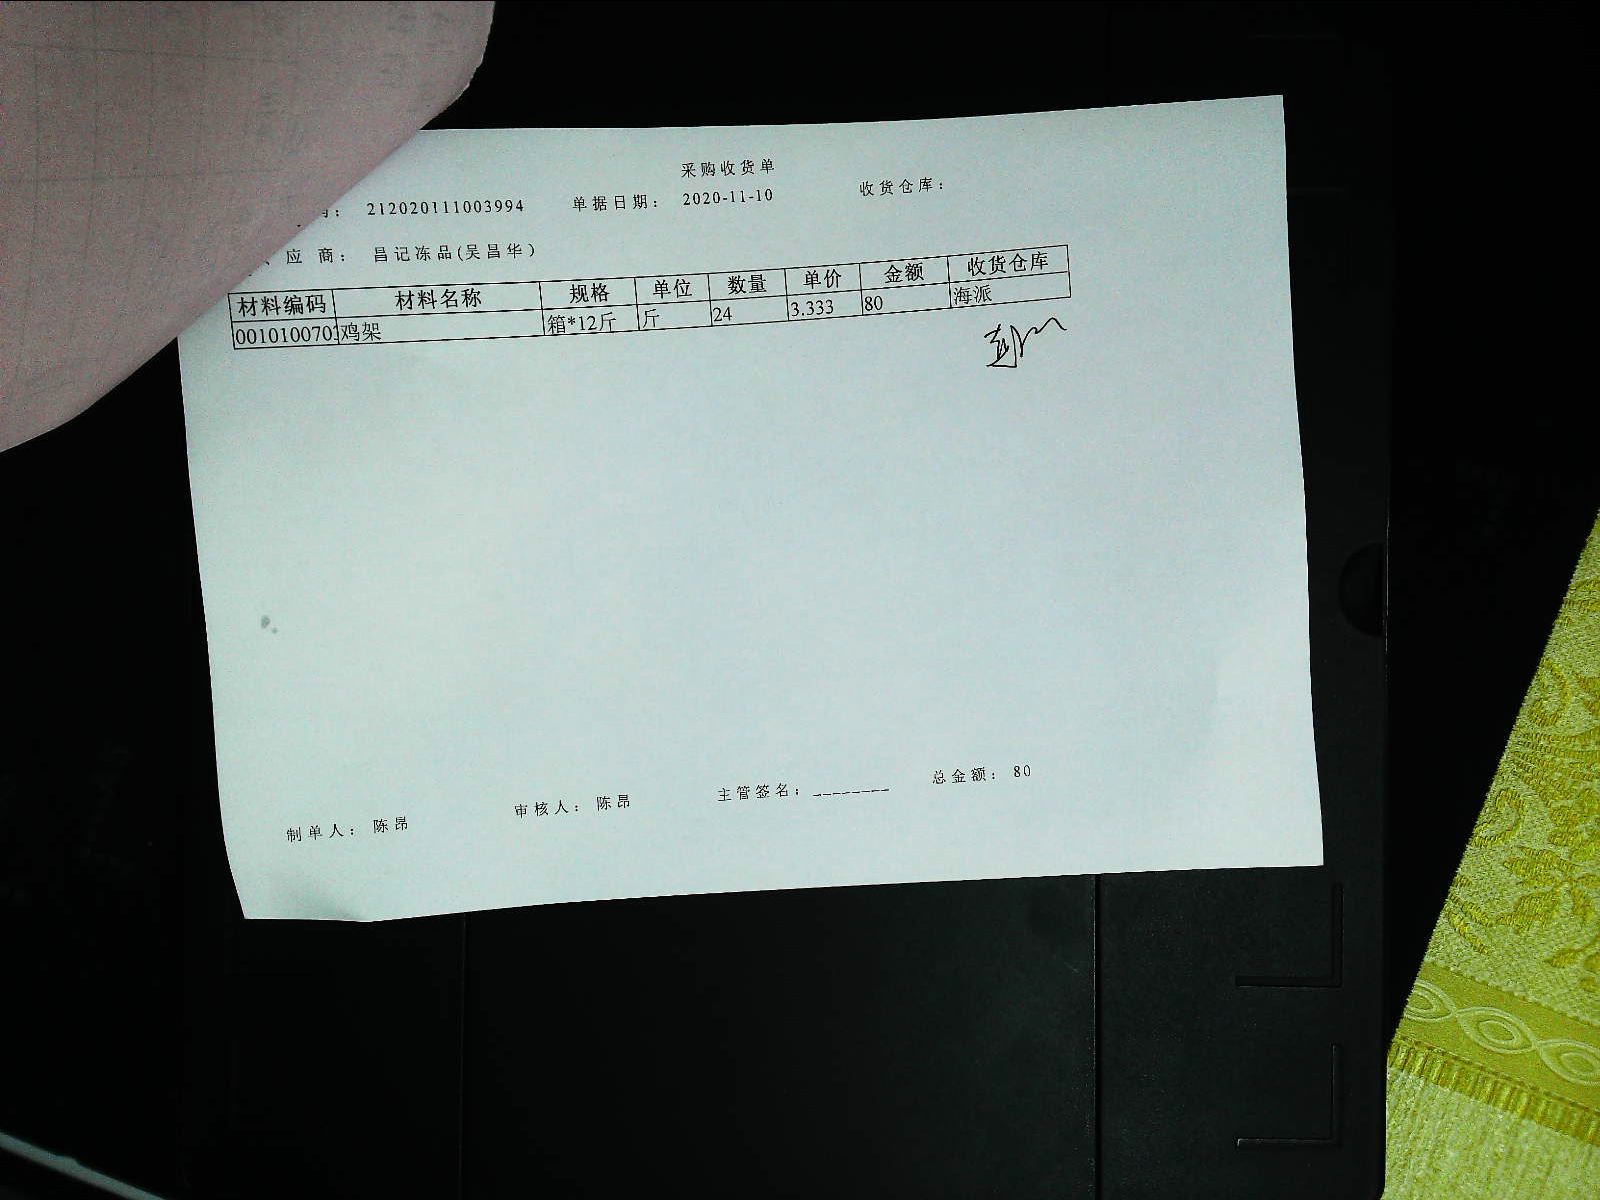 采购收货单
212020111003994 单据日期： 2020-11-10 收货仓库：
应 商： 昌记冻品(吴昌华)
材料编码 材料名称 规格 单位 数量 单价 金额 收货仓库
0010100703 鸡架 箱*12斤 斤 24 3.333 80 海派
制单人： 陈昂 审核人： 陈昂 主管签名：________ 总金额： 80